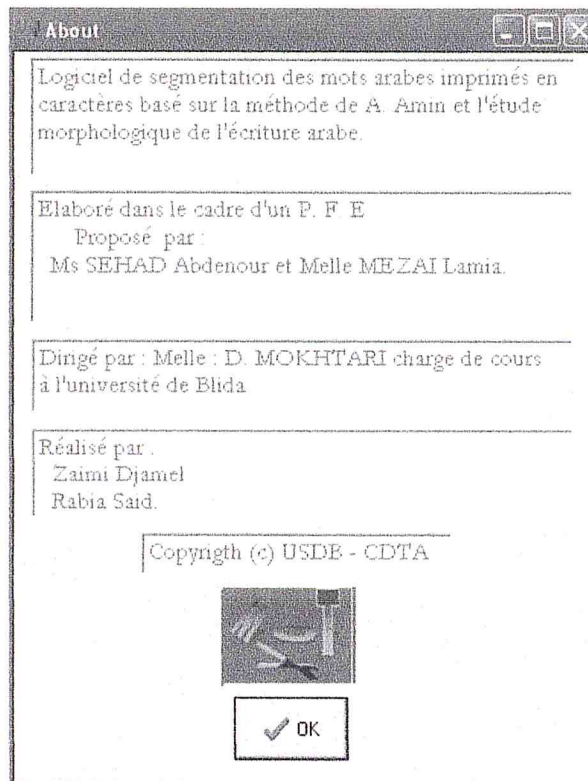 About
Logiciel de segmentation des mots arabes imprimés en
caractères basé sur la méthode de A. Amin et l'étude
morphologique de l'écriture arabe.
Elaboré dans le cadre d'un P. F. E
Proposé par :
Ms SEHAD Abdenour et Melle MEZAI Lamia.
Dirigé par : Melle : D. MOKHTARI charge de cours
à l'université de Blida
Réalisé par :
Zaimi Djamel
Rabia Said.
Copyrigth (c) USDB - CDTA
OK